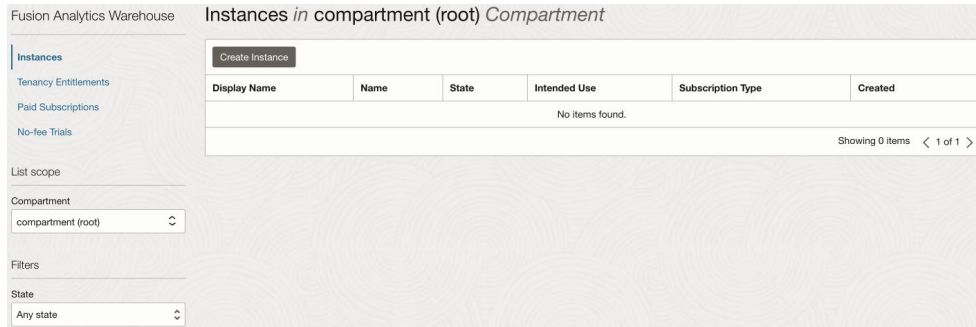 Fusion Analytics Warehouse
Instances
Tenancy Entitlements
Paid Subscriptions
No-fee Trials
List scope
Compartment
compartment (root)
Filters
State
Any state
Instances in compartment (root) Compartment
Create Instance
Display Name Name State Intended Use Subscription Type Created
No items found.
Showing 0 items < 1 of 1 >